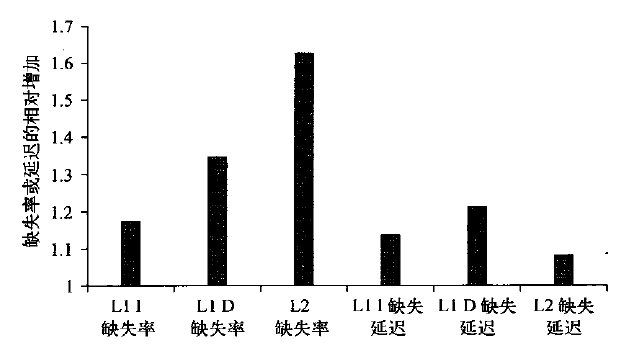 缺失率或延迟的相对增加
1.7
1.6
1.5
1.4
1.3
1.2
1.1
1
L1 I
缺失率
L1 D
缺失率
L2
缺失率
L1 I 缺失
延迟
L1 D 缺失
延迟
L2 缺失
延迟